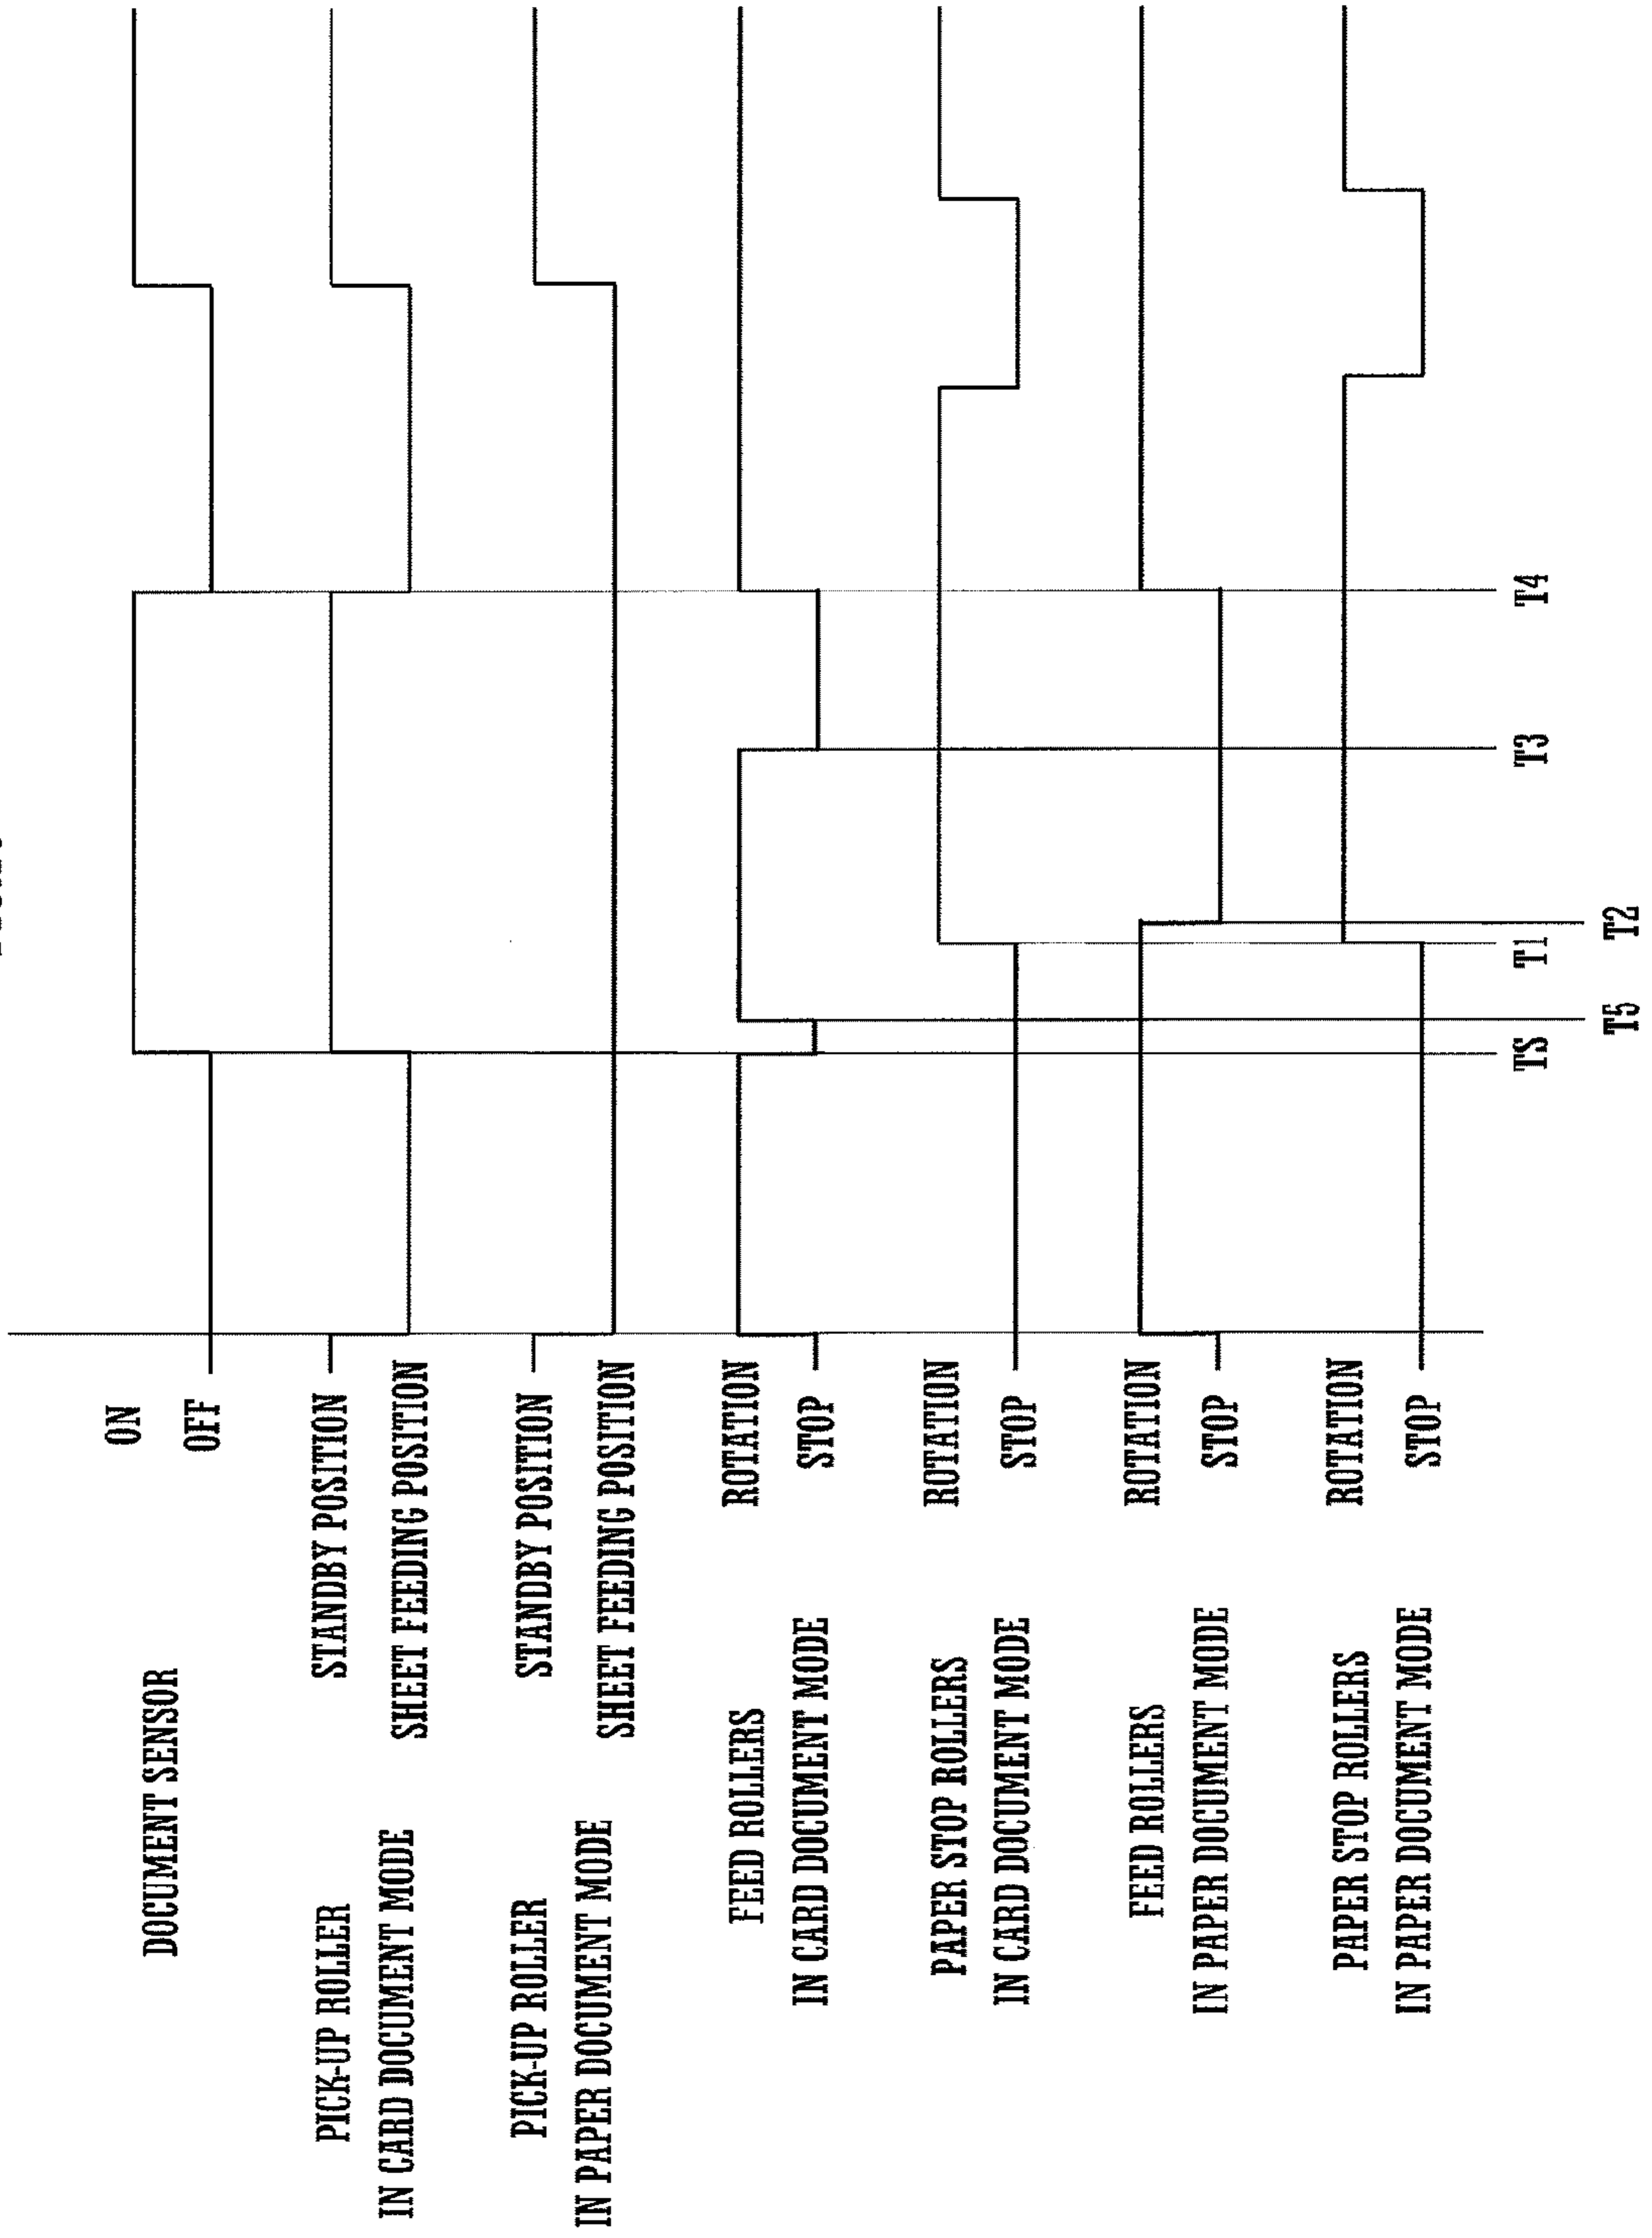 DOCUMENT SENSOR
ON
OFF
PICK-UP ROLLER
IN CARD DOCUMENT MODE
STANDBY POSITION
SHEET FEEDING POSITION
PICK-UP ROLLER
IN PAPER DOCUMENT MODE
STANDBY POSITION
SHEET FEEDING POSITION
FEED ROLLERS
IN CARD DOCUMENT MODE
ROTATION
STOP
PAPER STOP ROLLERS
IN CARD DOCUMENT MODE
ROTATION
STOP
FEED ROLLERS
IN PAPER DOCUMENT MODE
ROTATION
STOP
PAPER STOP ROLLERS
IN PAPER DOCUMENT MODE
ROTATION
STOP
TS
T1
T3
T4
T5
T2